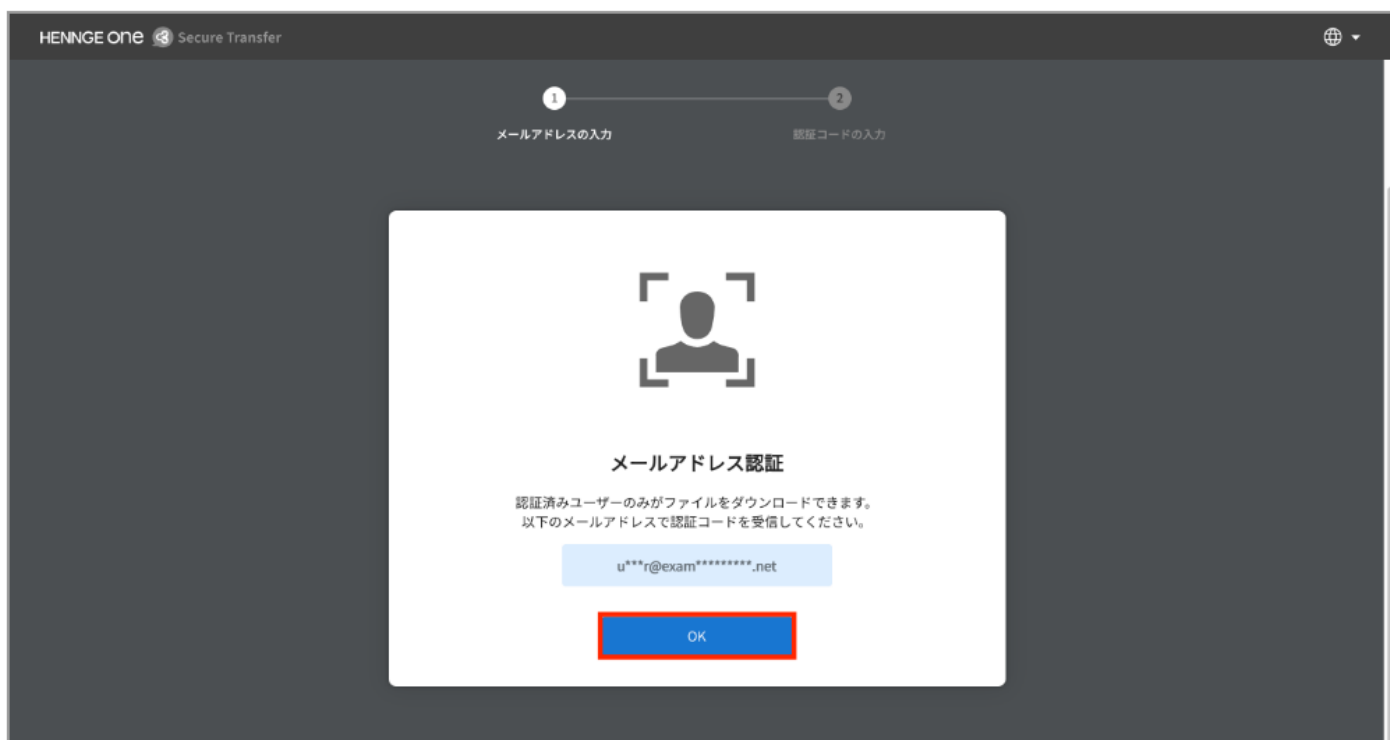 HENNGE One Secure Transfer
1
2
メールアドレスの入力
認証コードの入力
メールアドレス認証
認証済みユーザーのみがファイルをダウンロードできます。
以下のメールアドレスで認証コードを受信してください。
u***r@exam*********.net
OK